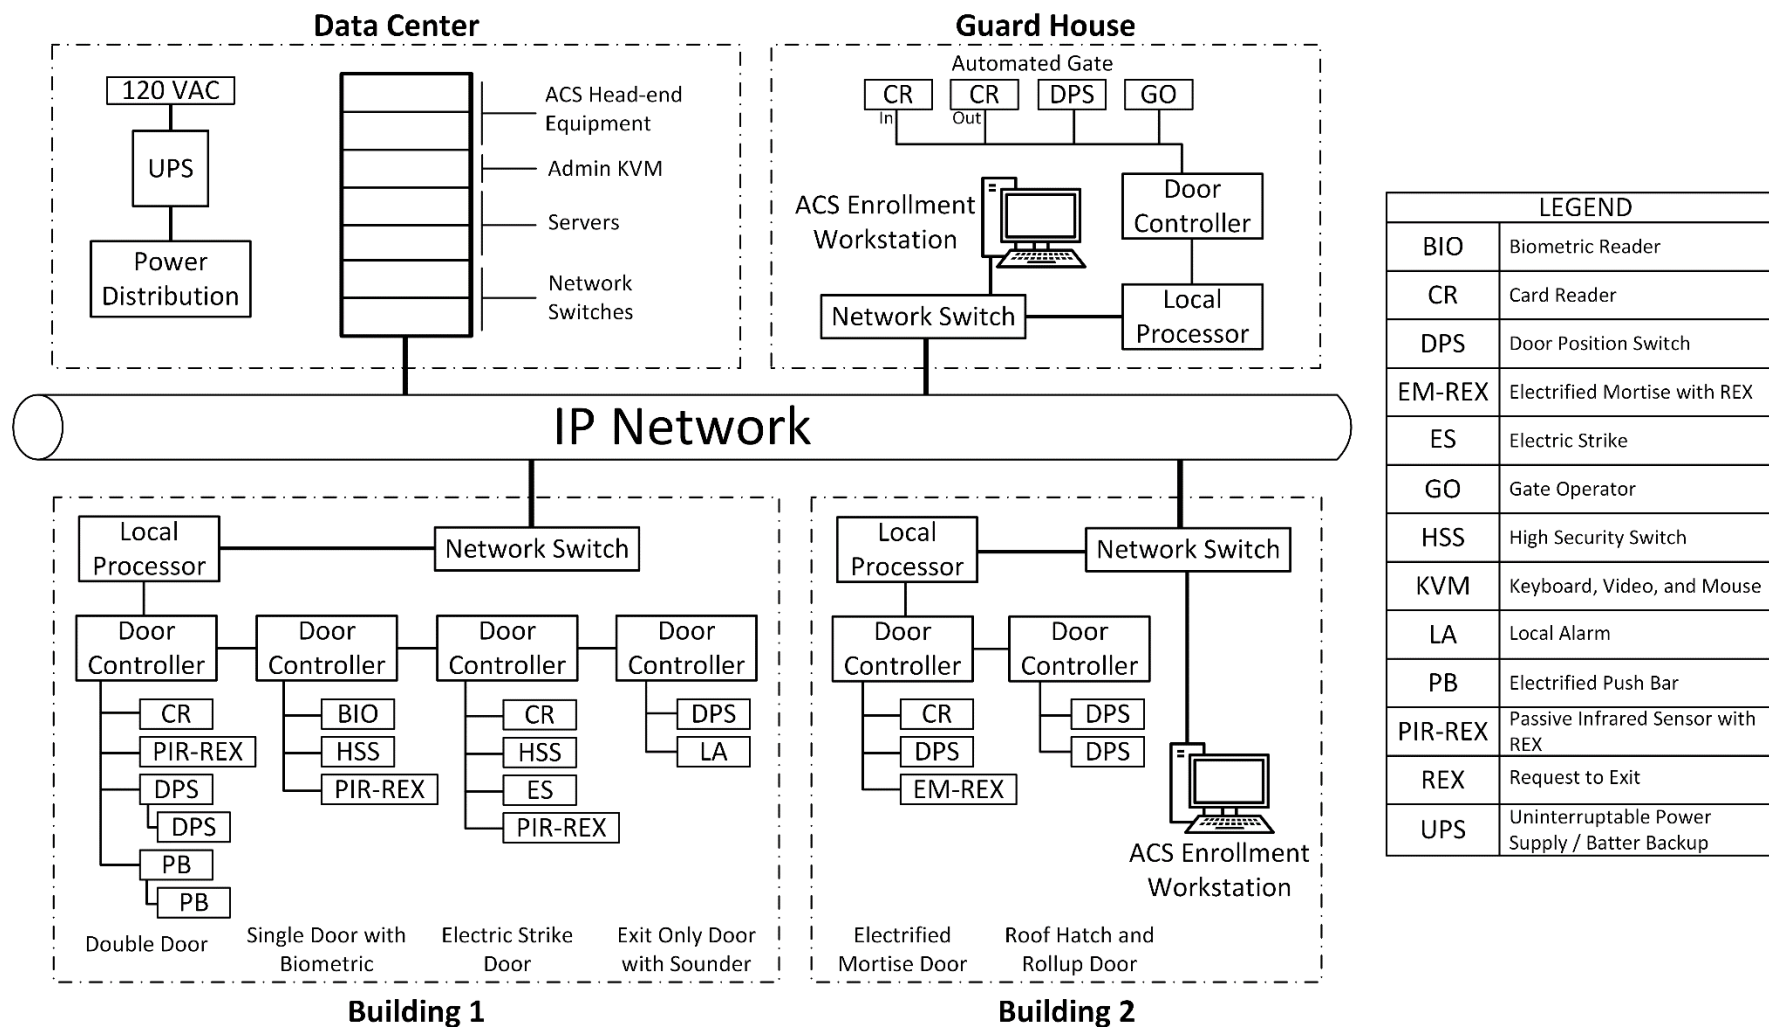 Data Center
120 VAC
UPS
Power
Distribution
ACS Head-end
Equipment
Admin KVM
Servers
Network
Switches
Guard House
Automated Gate
CR
CR
DPS
GO
In
Out
ACS Enrollment
Workstation
Door
Controller
Network Switch
Local
Processor
IP Network
Local
Processor
Network Switch
Door
Controller
Door
Controller
Door
Controller
Door
Controller
CR
PIR-REX
DPS
DPS
PB
PB
BIO
HSS
PIR-REX
CR
HSS
ES
PIR-REX
DPS
LA
Double Door
Single Door with
Biometric
Electric Strike
Door
Exit Only Door
with Sounder
Building 1
Local
Processor
Network Switch
Door
Controller
Door
Controller
CR
DPS
EM-REX
DPS
DPS
ACS Enrollment
Workstation
Electrified
Mortise Door
Roof Hatch and
Rollup Door
Building 2
LEGEND
BIO Biometric Reader
CR Card Reader
DPS Door Position Switch
EM-REX Electrified Mortise with REX
ES Electric Strike
GO Gate Operator
HSS High Security Switch
KVM Keyboard, Video, and Mouse
LA Local Alarm
PB Electrified Push Bar
PIR-REX Passive Infrared Sensor with
REX
REX Request to Exit
UPS Uninterruptable Power
Supply / Batter Backup